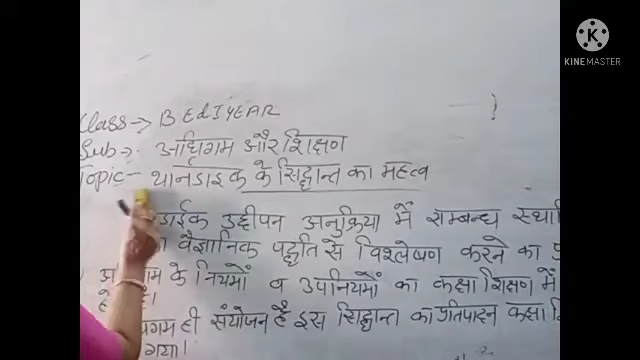 KINEMASTER
Class → B Ed I YEAR
Sub :- अधिगम और शिक्षण
Topic - थार्नडाइक के सिद्धान्त का महत्व
डाईक उद्दीपन अनुक्रिया में सम्बन्ध
वैज्ञानिक पद्धति से विश्लेषण करने का
के नियमों व उपनियमों का कक्षा शिक्षण में
ही संयोजन है इस सिद्धान्त का प्रतिपादन कक्षा
गया।